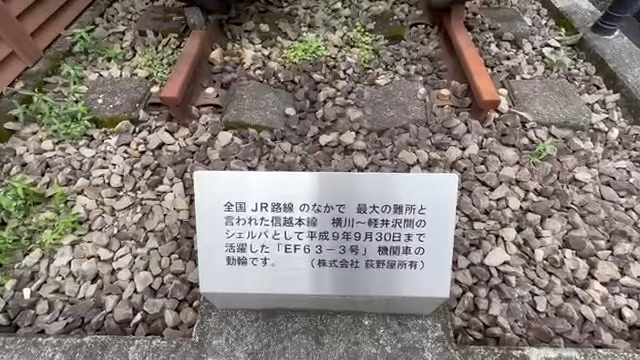 全国 JR路線 のなかで 最大の難所と
言われた信越本線 横川〜軽井沢間の
シェルパとして平成9年9月30日まで
活躍した「EF63−3号」機関車の
動輪です。 （株式会社 荻野屋所有）